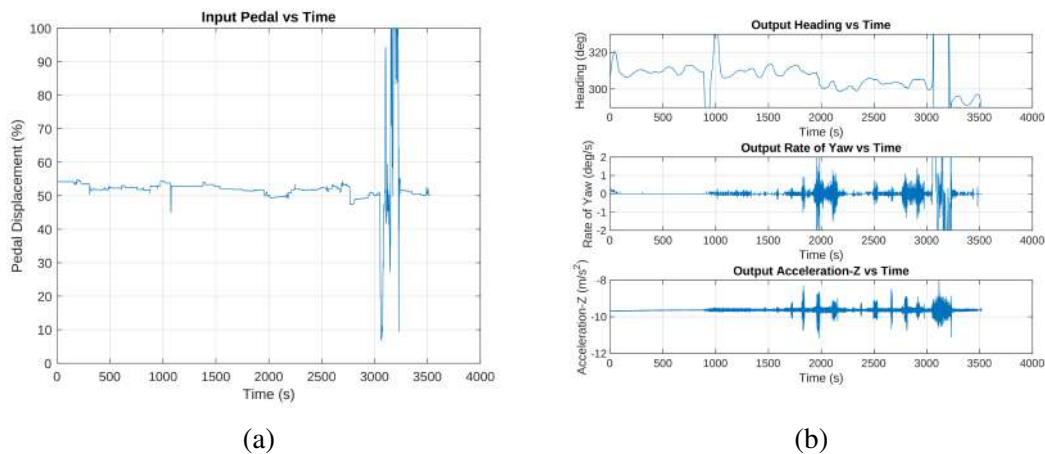 Input Pedal vs Time
100
90
80
70
60
50
40
30
20
10
0
Pedal Displacement (%)
0 500 1000 1500 2000 2500 3000 3500 4000
Time (s)
(a)
Output Heading vs Time
320
300
Heading (deg)
0 500 1000 1500 2000 2500 3000 3500 4000
Time (s)
Output Rate of Yaw vs Time
2
1
0
-1
-2
Rate of Yaw (deg/s)
0 500 1000 1500 2000 2500 3000 3500 4000
Time (s)
Output Acceleration-Z vs Time
-8
-10
-12
Acceleration-Z (m/s²)
0 500 1000 1500 2000 2500 3000 3500 4000
Time (s)
(b)